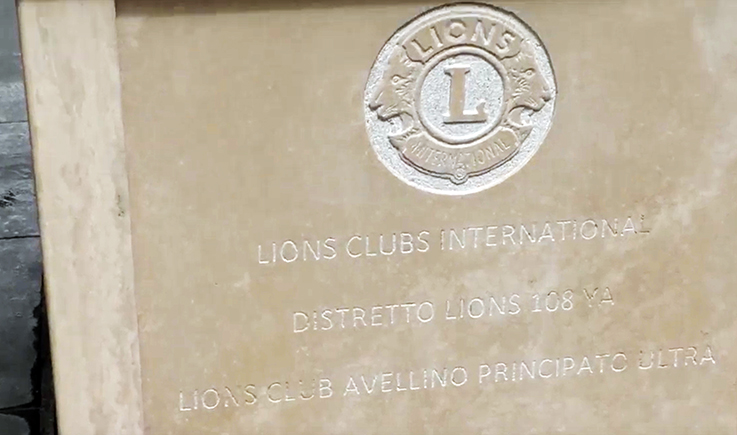 LIONS
L
INTERNATIONAL
LIONS CLUBS INTERNATIONAL
DISTRETTO LIONS 108 YA
LIONS CLUB AVELLINO PRINCIPATO ULTRA